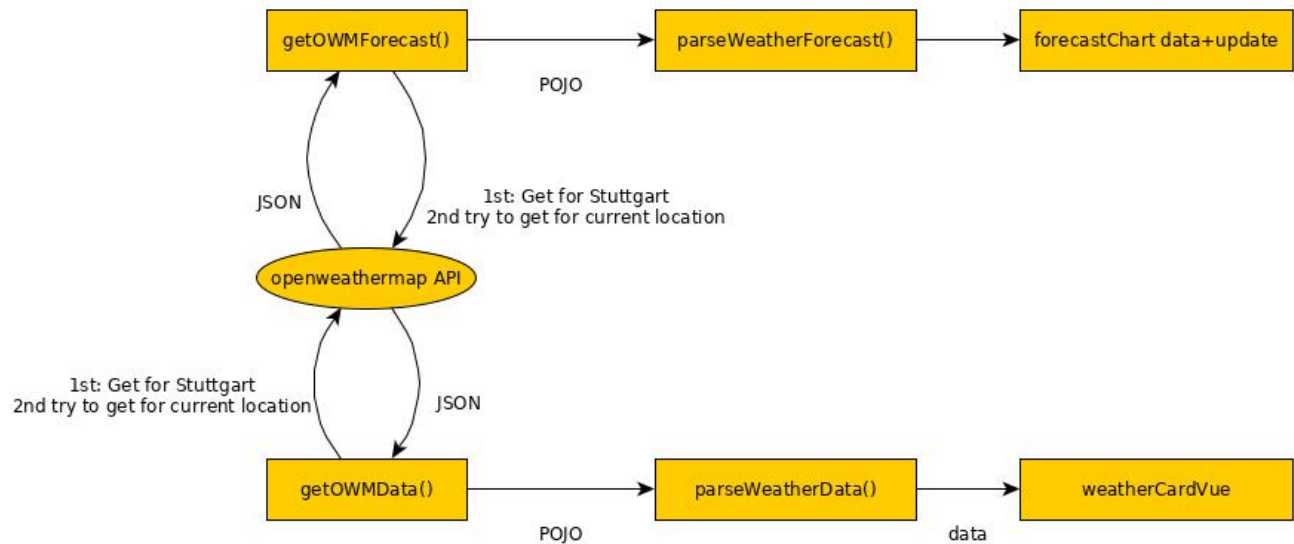 getOWMForecast()
parseWeatherForecast()
forecastChart data+update
POJO
JSON
1st: Get for Stuttgart
2nd try to get for current location
openweathermap API
1st: Get for Stuttgart
2nd try to get for current location
JSON
getOWMData()
parseWeatherData()
weatherCardVue
POJO
data